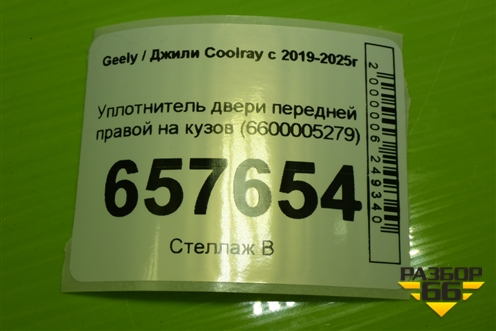 Geely / Джили Coolray с 2019-2025г
Уплотнитель двери передней
правой на кузов (6600005279)
657654
Стеллаж В
2000006249340
РАЗБОР
66